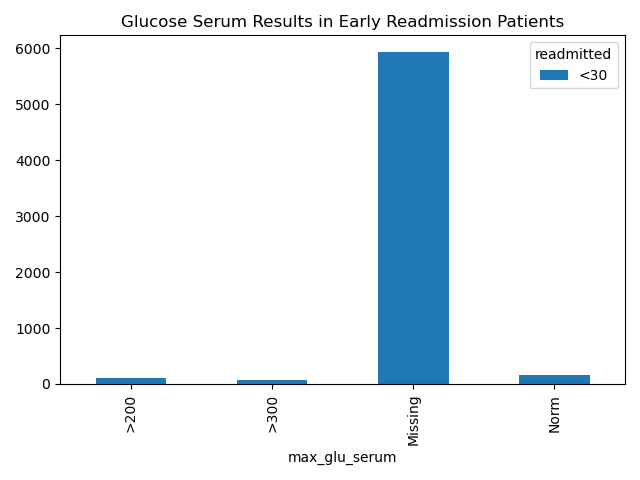 Glucose Serum Results in Early Readmission Patients
readmitted
<30
6000
5000
4000
3000
2000
1000
0
>200
>300
Missing
Norm
max_glu_serum